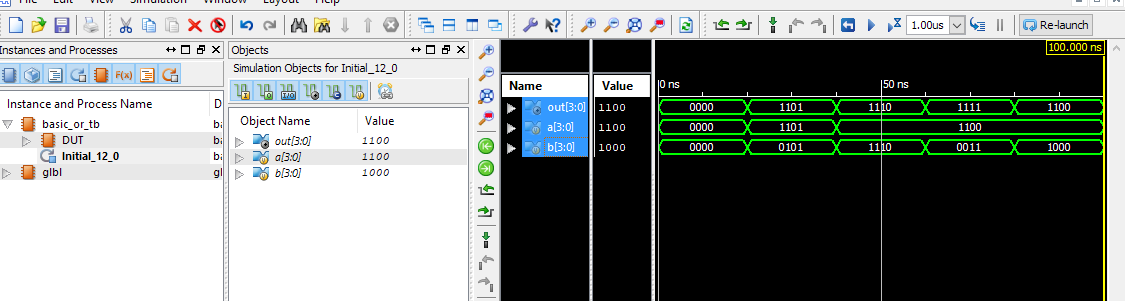 File Edit View Simulation Window Layout Help
1.00us
Re-launch
Instances and Processes
Objects
Simulation Objects for Initial_12_0
F(x)
Instance and Process Name
D
basic_or_tb
ba
DUT
ba
Initial_12_0
ba
glbl
gl
Object Name Value
out[3:0] 1100
a[3:0] 1100
b[3:0] 1000
100.000 ns
Name Value
0 ns 50 ns
out[3:0] 1100 0000 1101 1110 1111 1100
a[3:0] 1100 0000 1101 1100
b[3:0] 1000 0000 0101 1110 0011 1000